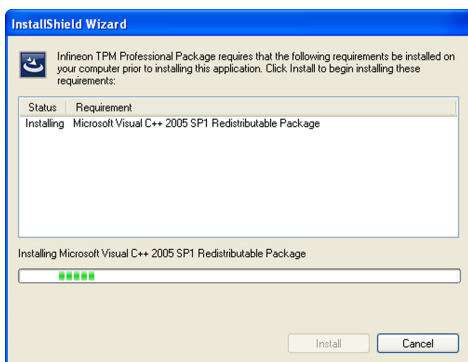 InstallShield Wizard
Infineon TPM Professional Package requires that the following requirements be installed on
your computer prior to installing this application. Click Install to begin installing these
requirements:
Status Requirement
Installing Microsoft Visual C++ 2005 SP1 Redistributable Package
Installing Microsoft Visual C++ 2005 SP1 Redistributable Package
Install Cancel